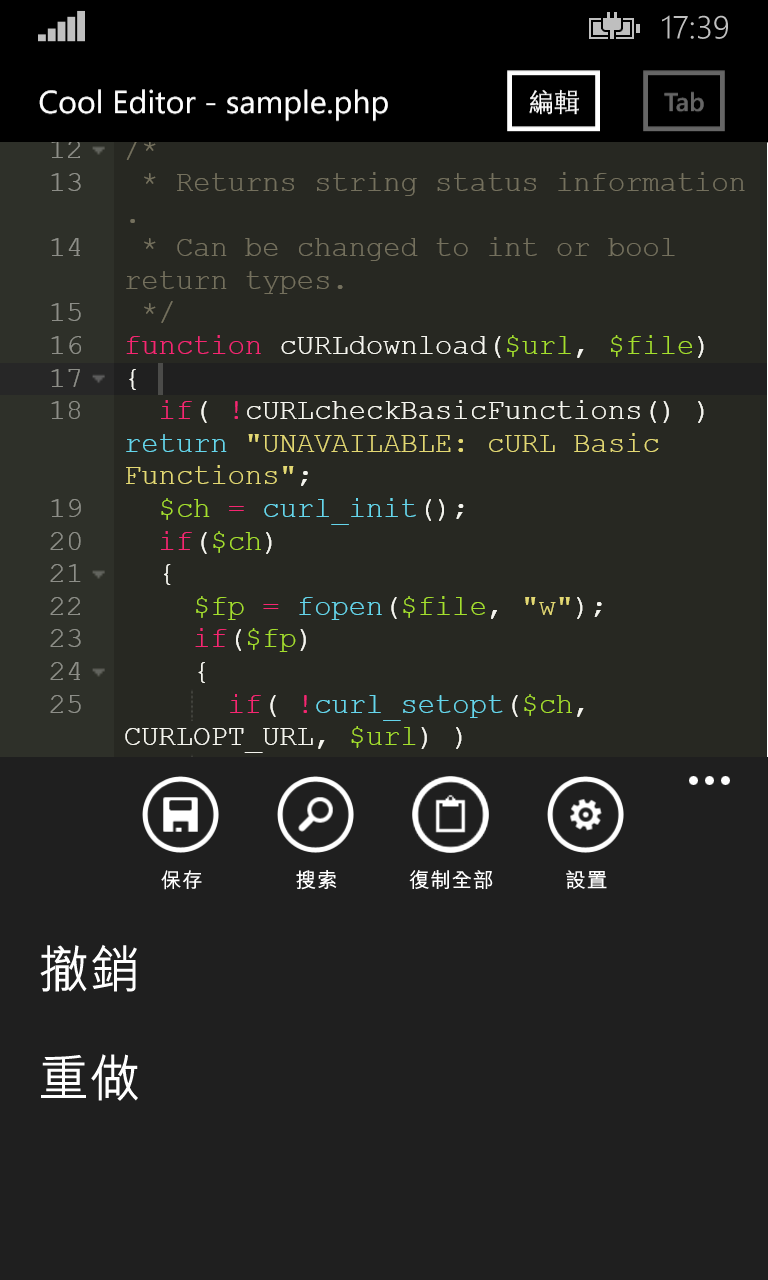 17:39
Cool Editor - sample.php 編輯 Tab
12 /*
13  * Returns string status information
.
14  * Can be changed to int or bool
return types.
15  */
16 function cURLdownload($url, $file)
17 {
18   if( !cURLcheckBasicFunctions() )
return "UNAVAILABLE: cURL Basic
Functions";
19   $ch = curl_init();
20   if($ch)
21   {
22     $fp = fopen($file, "w");
23     if($fp)
24     {
25       if( !curl_setopt($ch,
CURLOPT_URL, $url) )
保存 搜索 復制全部 設置
撤銷
重做